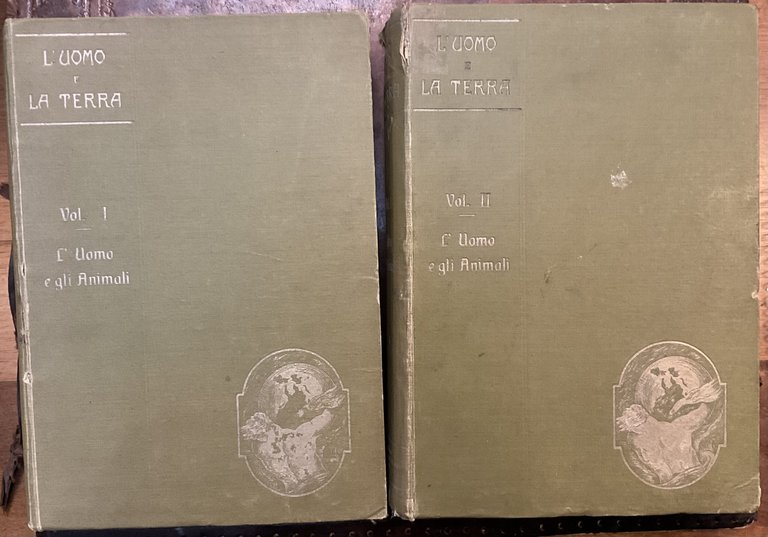 L'UOMO
E
LA TERRA
Vol. I
L'Uomo
e gli Animali
L'UOMO
E
LA TERRA
Vol. II
L'Uomo
e gli Animali